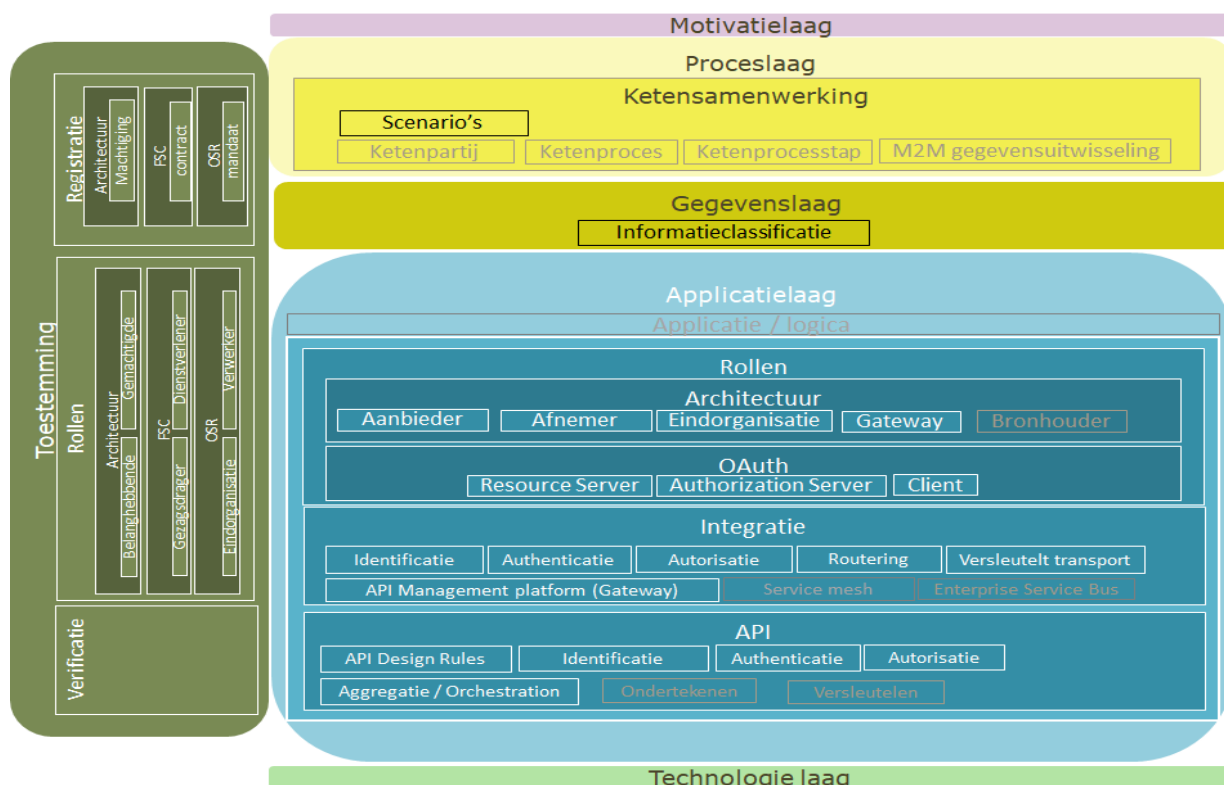 Motivatielaag
Proceslaag
Ketensamenwerking
Scenario's
Ketenpartij
Ketenproces
Ketenprocesstap
M2M gegevensuitwisseling
Gegevenslaag
Informatieclassificatie
Applicatielaag
Applicatie / logica
Rollen
Architectuur
Aanbieder
Afnemer
Eindorganisatie
Gateway
Bronhouder
OAuth
Resource Server
Authorization Server
Client
Integratie
Identificatie
Authenticatie
Autorisatie
Routering
Versleutelt transport
API Management platform (Gateway)
Service mesh
Enterprise Service Bus
API
API Design Rules
Identificatie
Authenticatie
Autorisatie
Aggregatie / Orchestration
Ondertekenen
Versleutelen
Technologie laag
Toestemming
Registratie
Architectuur
Machtiging
FSC
contract
OSR
mandaat
Rollen
Architectuur
Belanghebbende
Gemachtigde
FSC
Gezagsdrager
Dienstverlener
OSR
Eindorganisatie
Verwerker
Verificatie